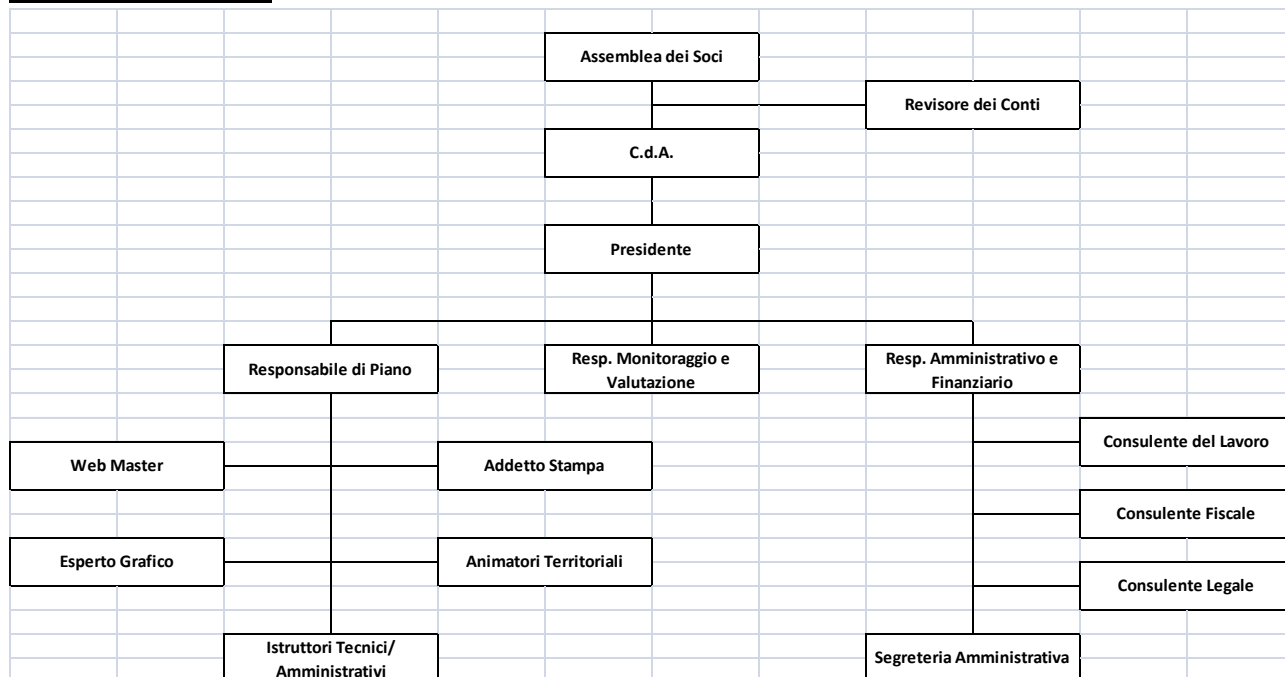 Assemblea dei Soci
Revisore dei Conti
C.d.A.
Presidente
Responsabile di Piano
Resp. Monitoraggio e
Valutazione
Resp. Amministrativo e
Finanziario
Consulente del Lavoro
Web Master
Addetto Stampa
Consulente Fiscale
Esperto Grafico
Animatori Territoriali
Consulente Legale
Istruttori Tecnici/
Amministrativi
Segreteria Amministrativa